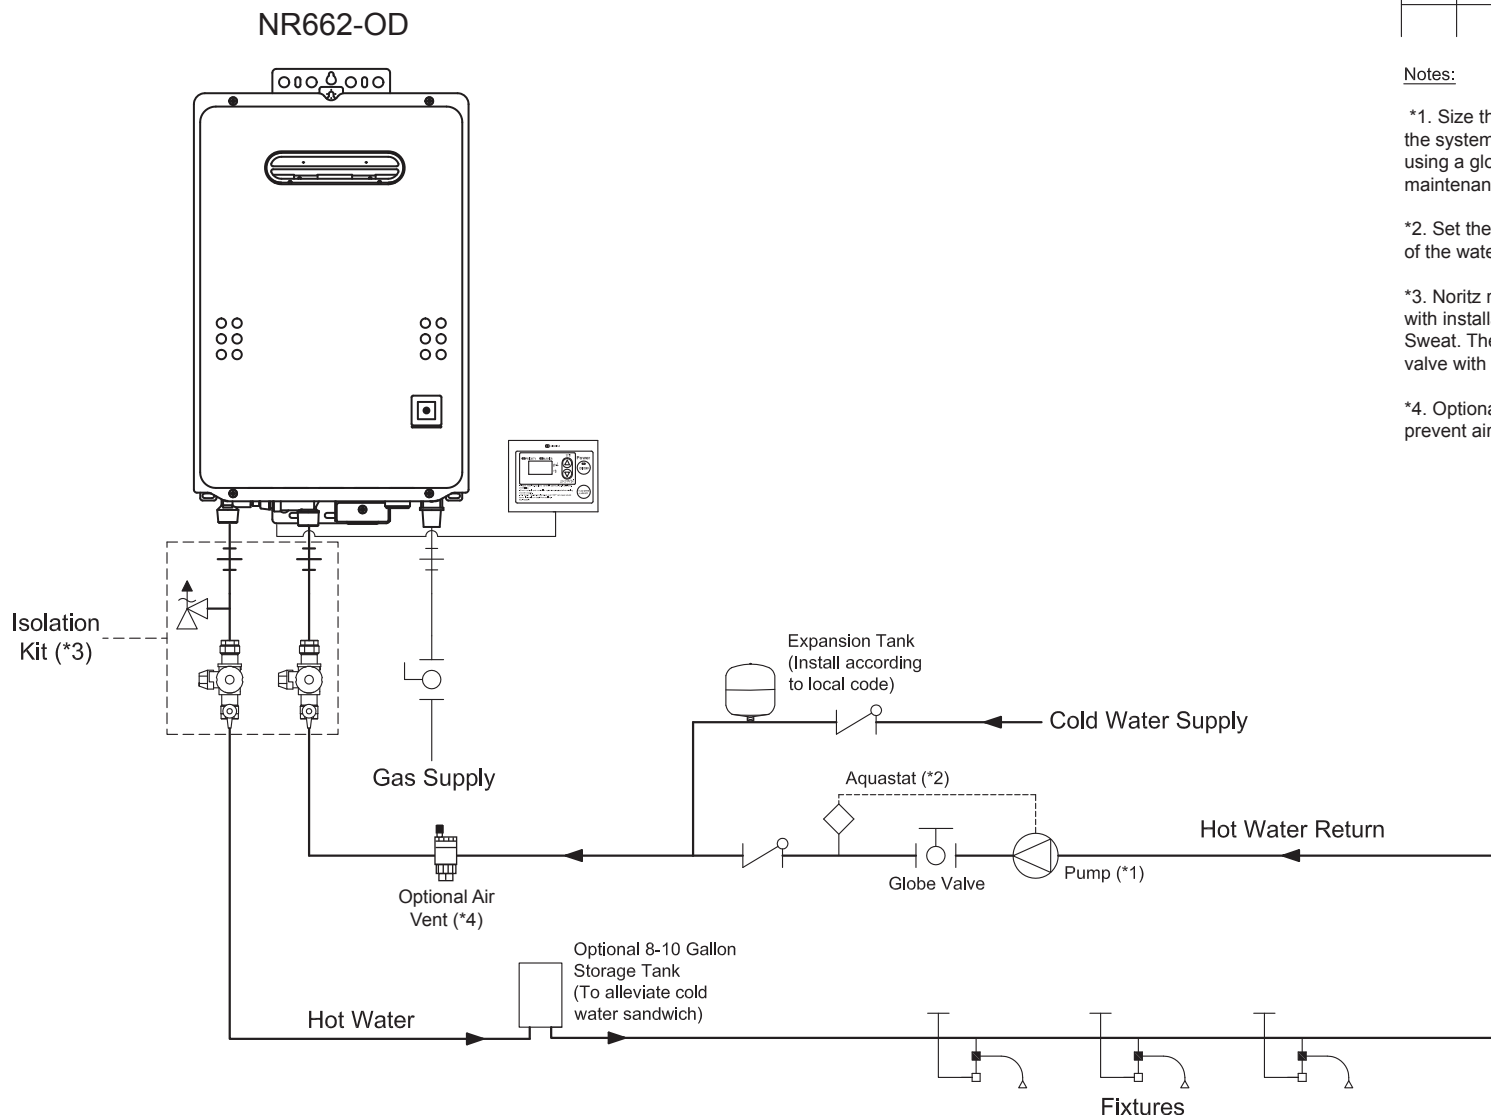 NR662-OD
Notes:
*1. Size th
the system
using a glo
maintenan
*2. Set the
of the wate
*3. Noritz r
with install
Sweat. The
valve with
*4. Optiona
prevent air
Power
Isolation
Kit (*3)
Expansion Tank
(Install according
to local code)
Cold Water Supply
Gas Supply
Aquastat (*2)
Hot Water Return
Globe Valve
Pump (*1)
Optional Air
Vent (*4)
Optional 8-10 Gallon
Storage Tank
(To alleviate cold
water sandwich)
Hot Water
Fixtures